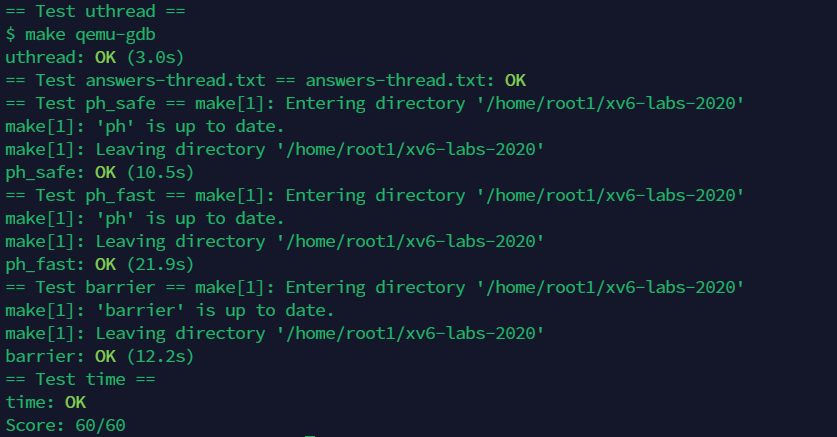 == Test uthread ==
$ make qemu-gdb
uthread: OK (3.0s)
== Test answers-thread.txt == answers-thread.txt: OK
== Test ph_safe == make[1]: Entering directory '/home/root1/xv6-labs-2020'
make[1]: 'ph' is up to date.
make[1]: Leaving directory '/home/root1/xv6-labs-2020'
ph_safe: OK (10.5s)
== Test ph_fast == make[1]: Entering directory '/home/root1/xv6-labs-2020'
make[1]: 'ph' is up to date.
make[1]: Leaving directory '/home/root1/xv6-labs-2020'
ph_fast: OK (21.9s)
== Test barrier == make[1]: Entering directory '/home/root1/xv6-labs-2020'
make[1]: 'barrier' is up to date.
make[1]: Leaving directory '/home/root1/xv6-labs-2020'
barrier: OK (12.2s)
== Test time ==
time: OK
Score: 60/60